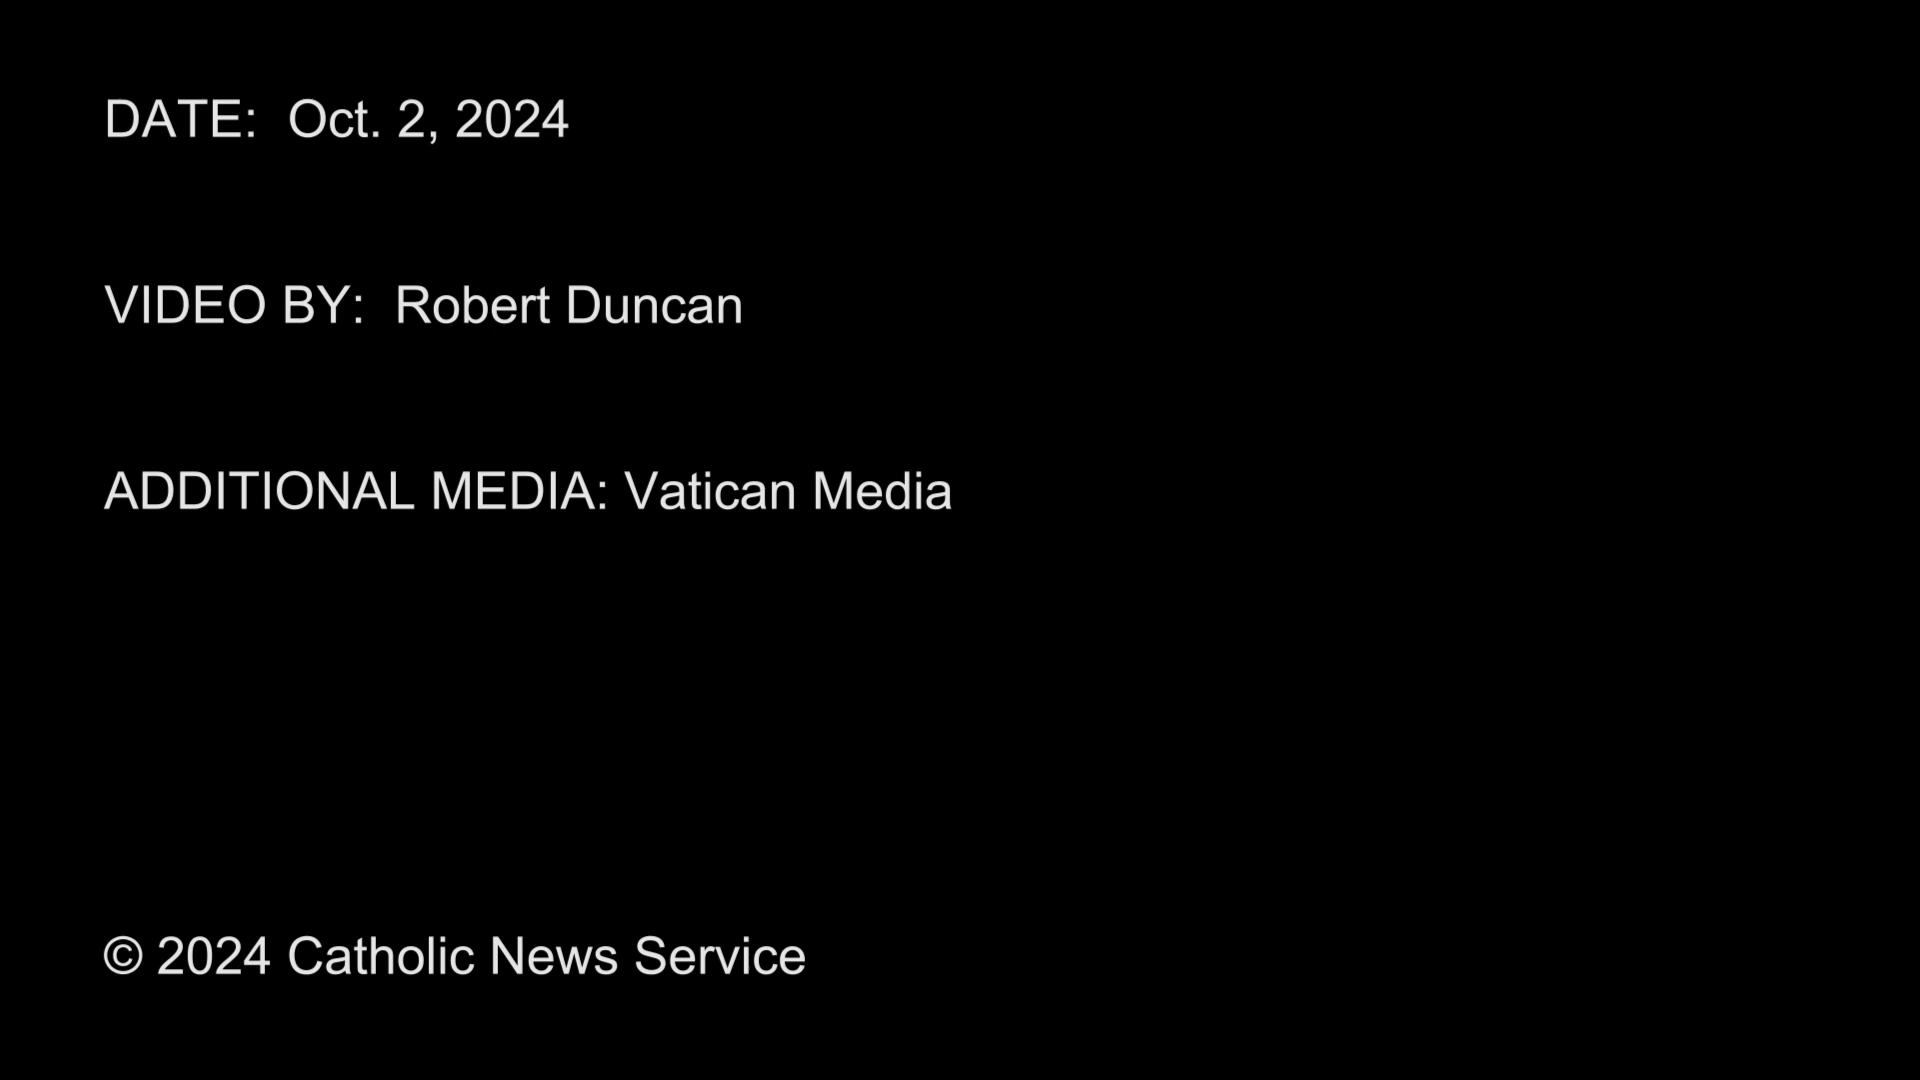 DATE:  Oct. 2, 2024
VIDEO BY:  Robert Duncan
ADDITIONAL MEDIA: Vatican Media
© 2024 Catholic News Service